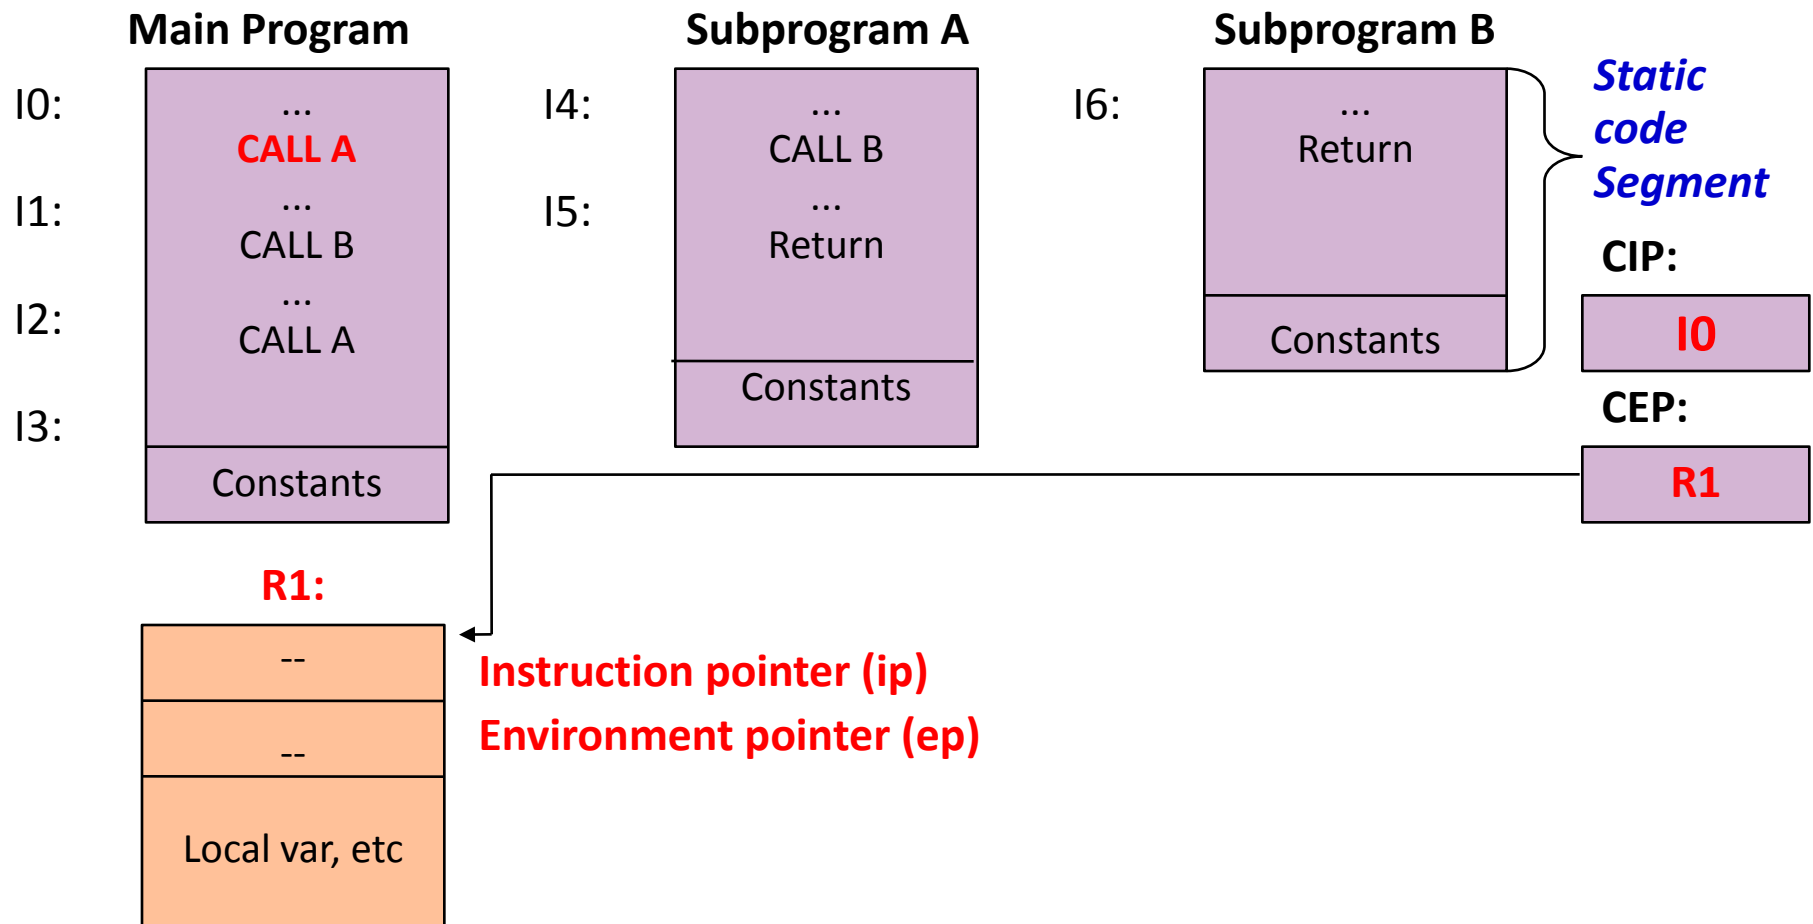 Main Program
I0:
...
CALL A
I1:
...
CALL B
I2:
...
CALL A
I3:
Constants
Subprogram A
I4:
...
CALL B
I5:
...
Return
Constants
Subprogram B
I6:
...
Return
Constants
Static
code
Segment
CIP:
I0
CEP:
R1
R1:
--
--
Local var, etc
Instruction pointer (ip)
Environment pointer (ep)